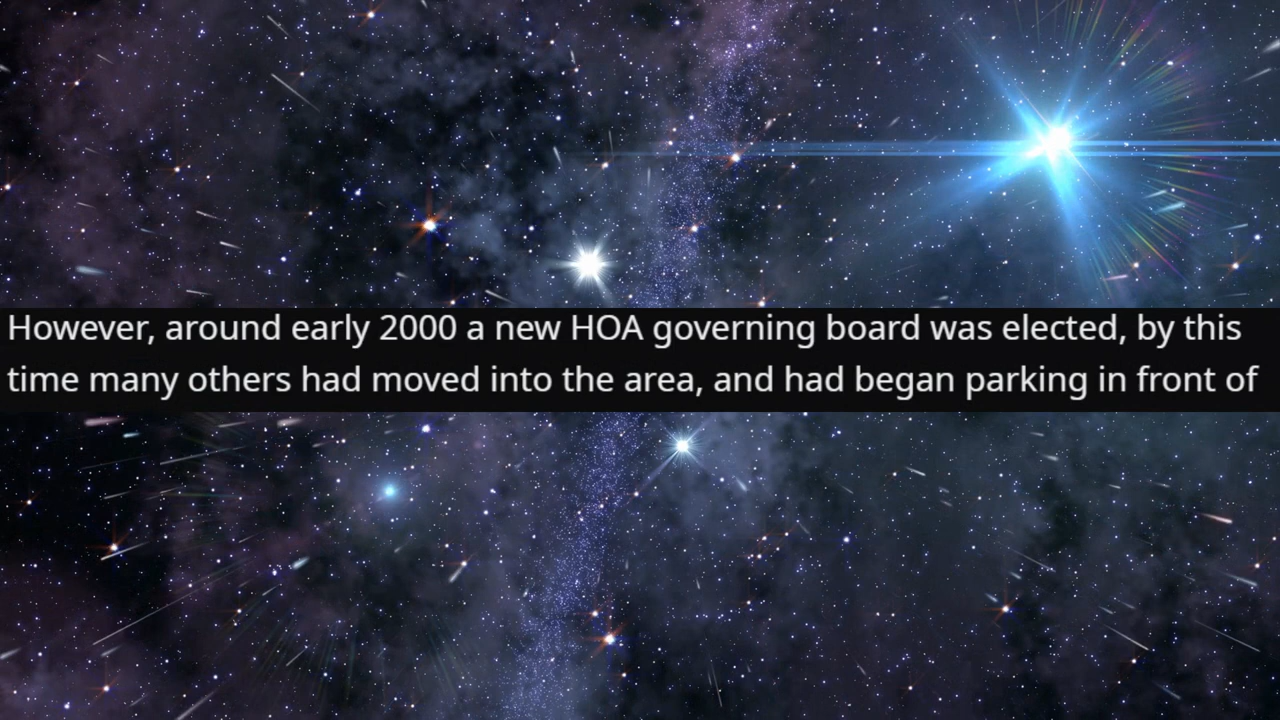 However, around early 2000 a new HOA governing board was elected, by this
time many others had moved into the area, and had began parking in front of